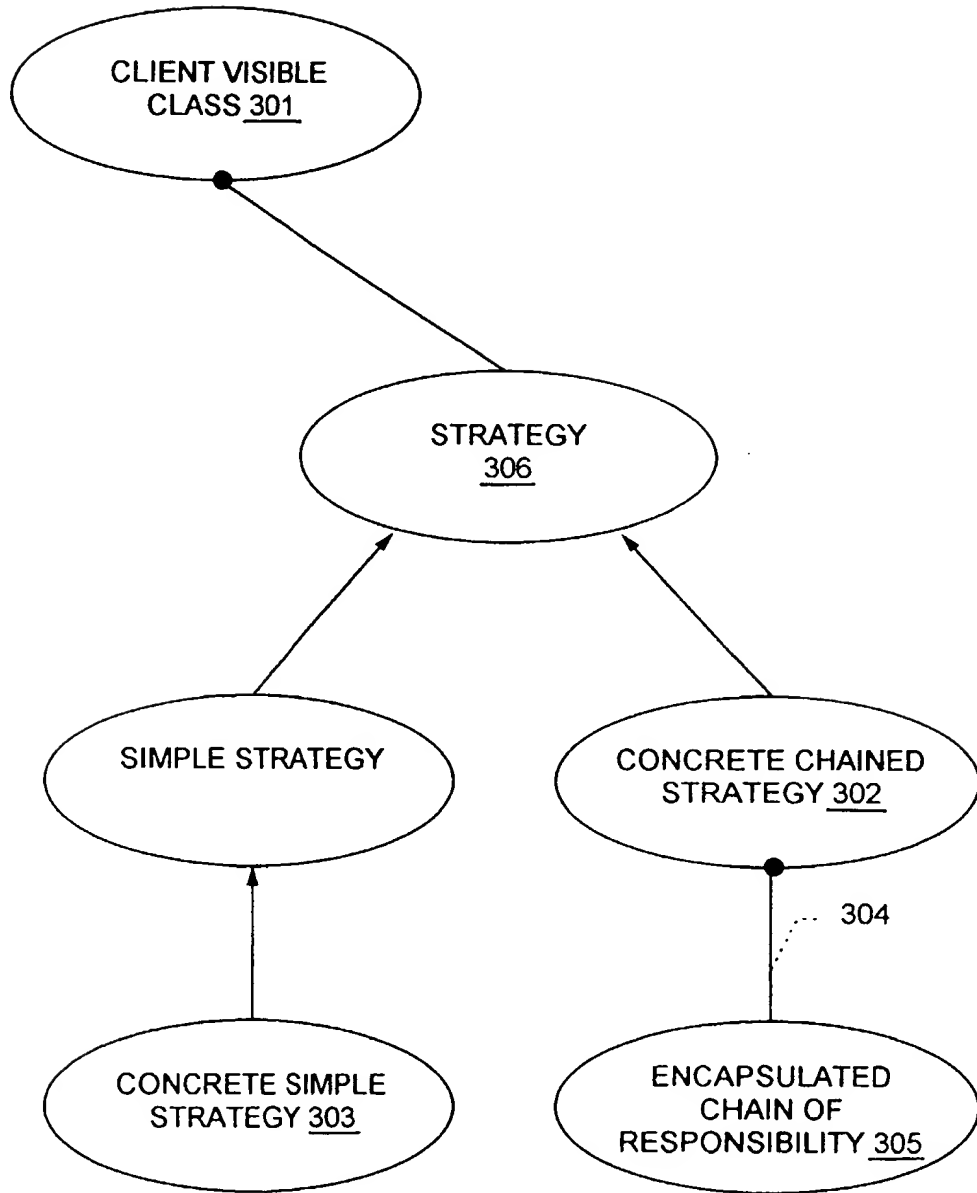 CLIENT VISIBLE
CLASS 301
STRATEGY
306
SIMPLE STRATEGY
CONCRETE CHAINED
STRATEGY 302
304
CONCRETE SIMPLE
STRATEGY 303
ENCAPSULATED
CHAIN OF
RESPONSIBILITY 305